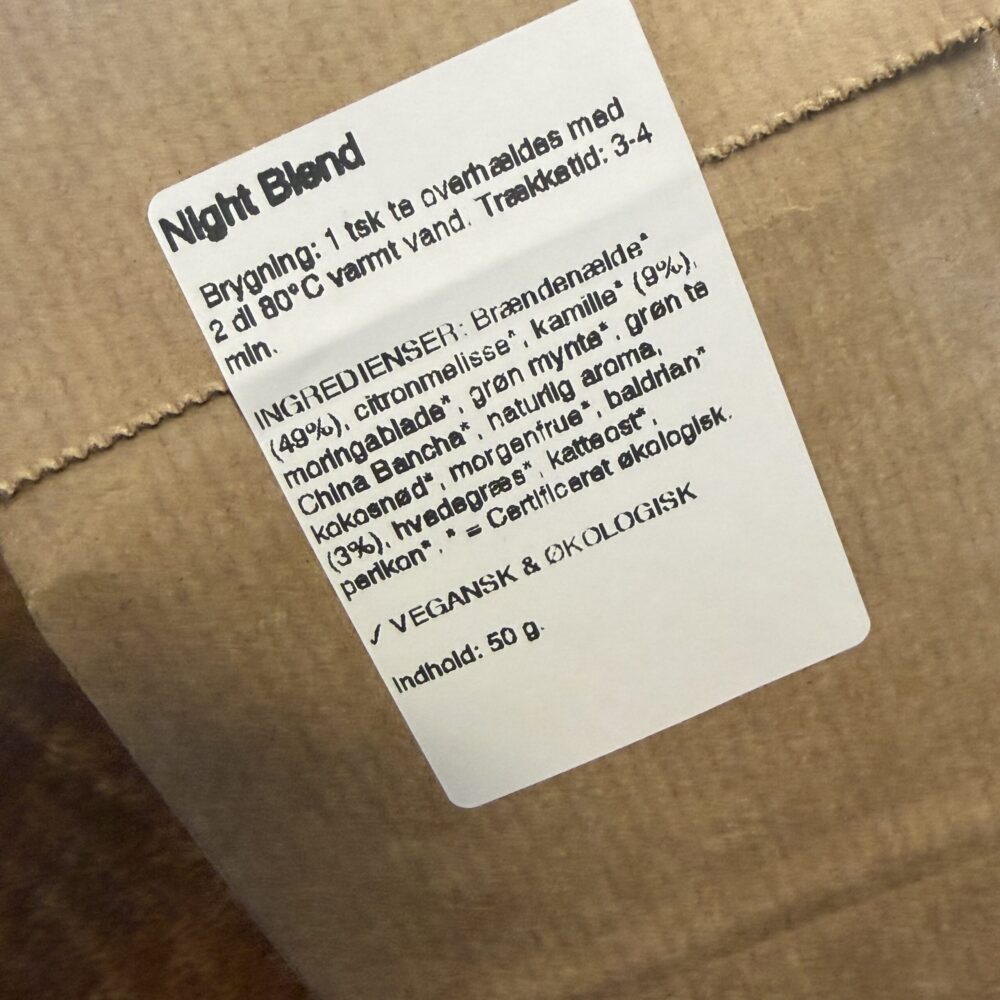 Night Blend
Brygning: 1 tsk te overhældes med
2 dl 80°C varmt vand. Trækketid: 3-4
min.
INGREDIENSER: Brændenælde*
(49%), citronmelisse*, kamille* (9%),
moringablade*, grøn mynte*, grøn te
China Bancha*, naturlig aroma,
kokosnød*, morgenfrue*, baldrian*
(3%), hvedegræs*, katteost*,
perikon*. * = Certificeret økologisk.
✓ VEGANSK & ØKOLOGISK
Indhold: 50 g.